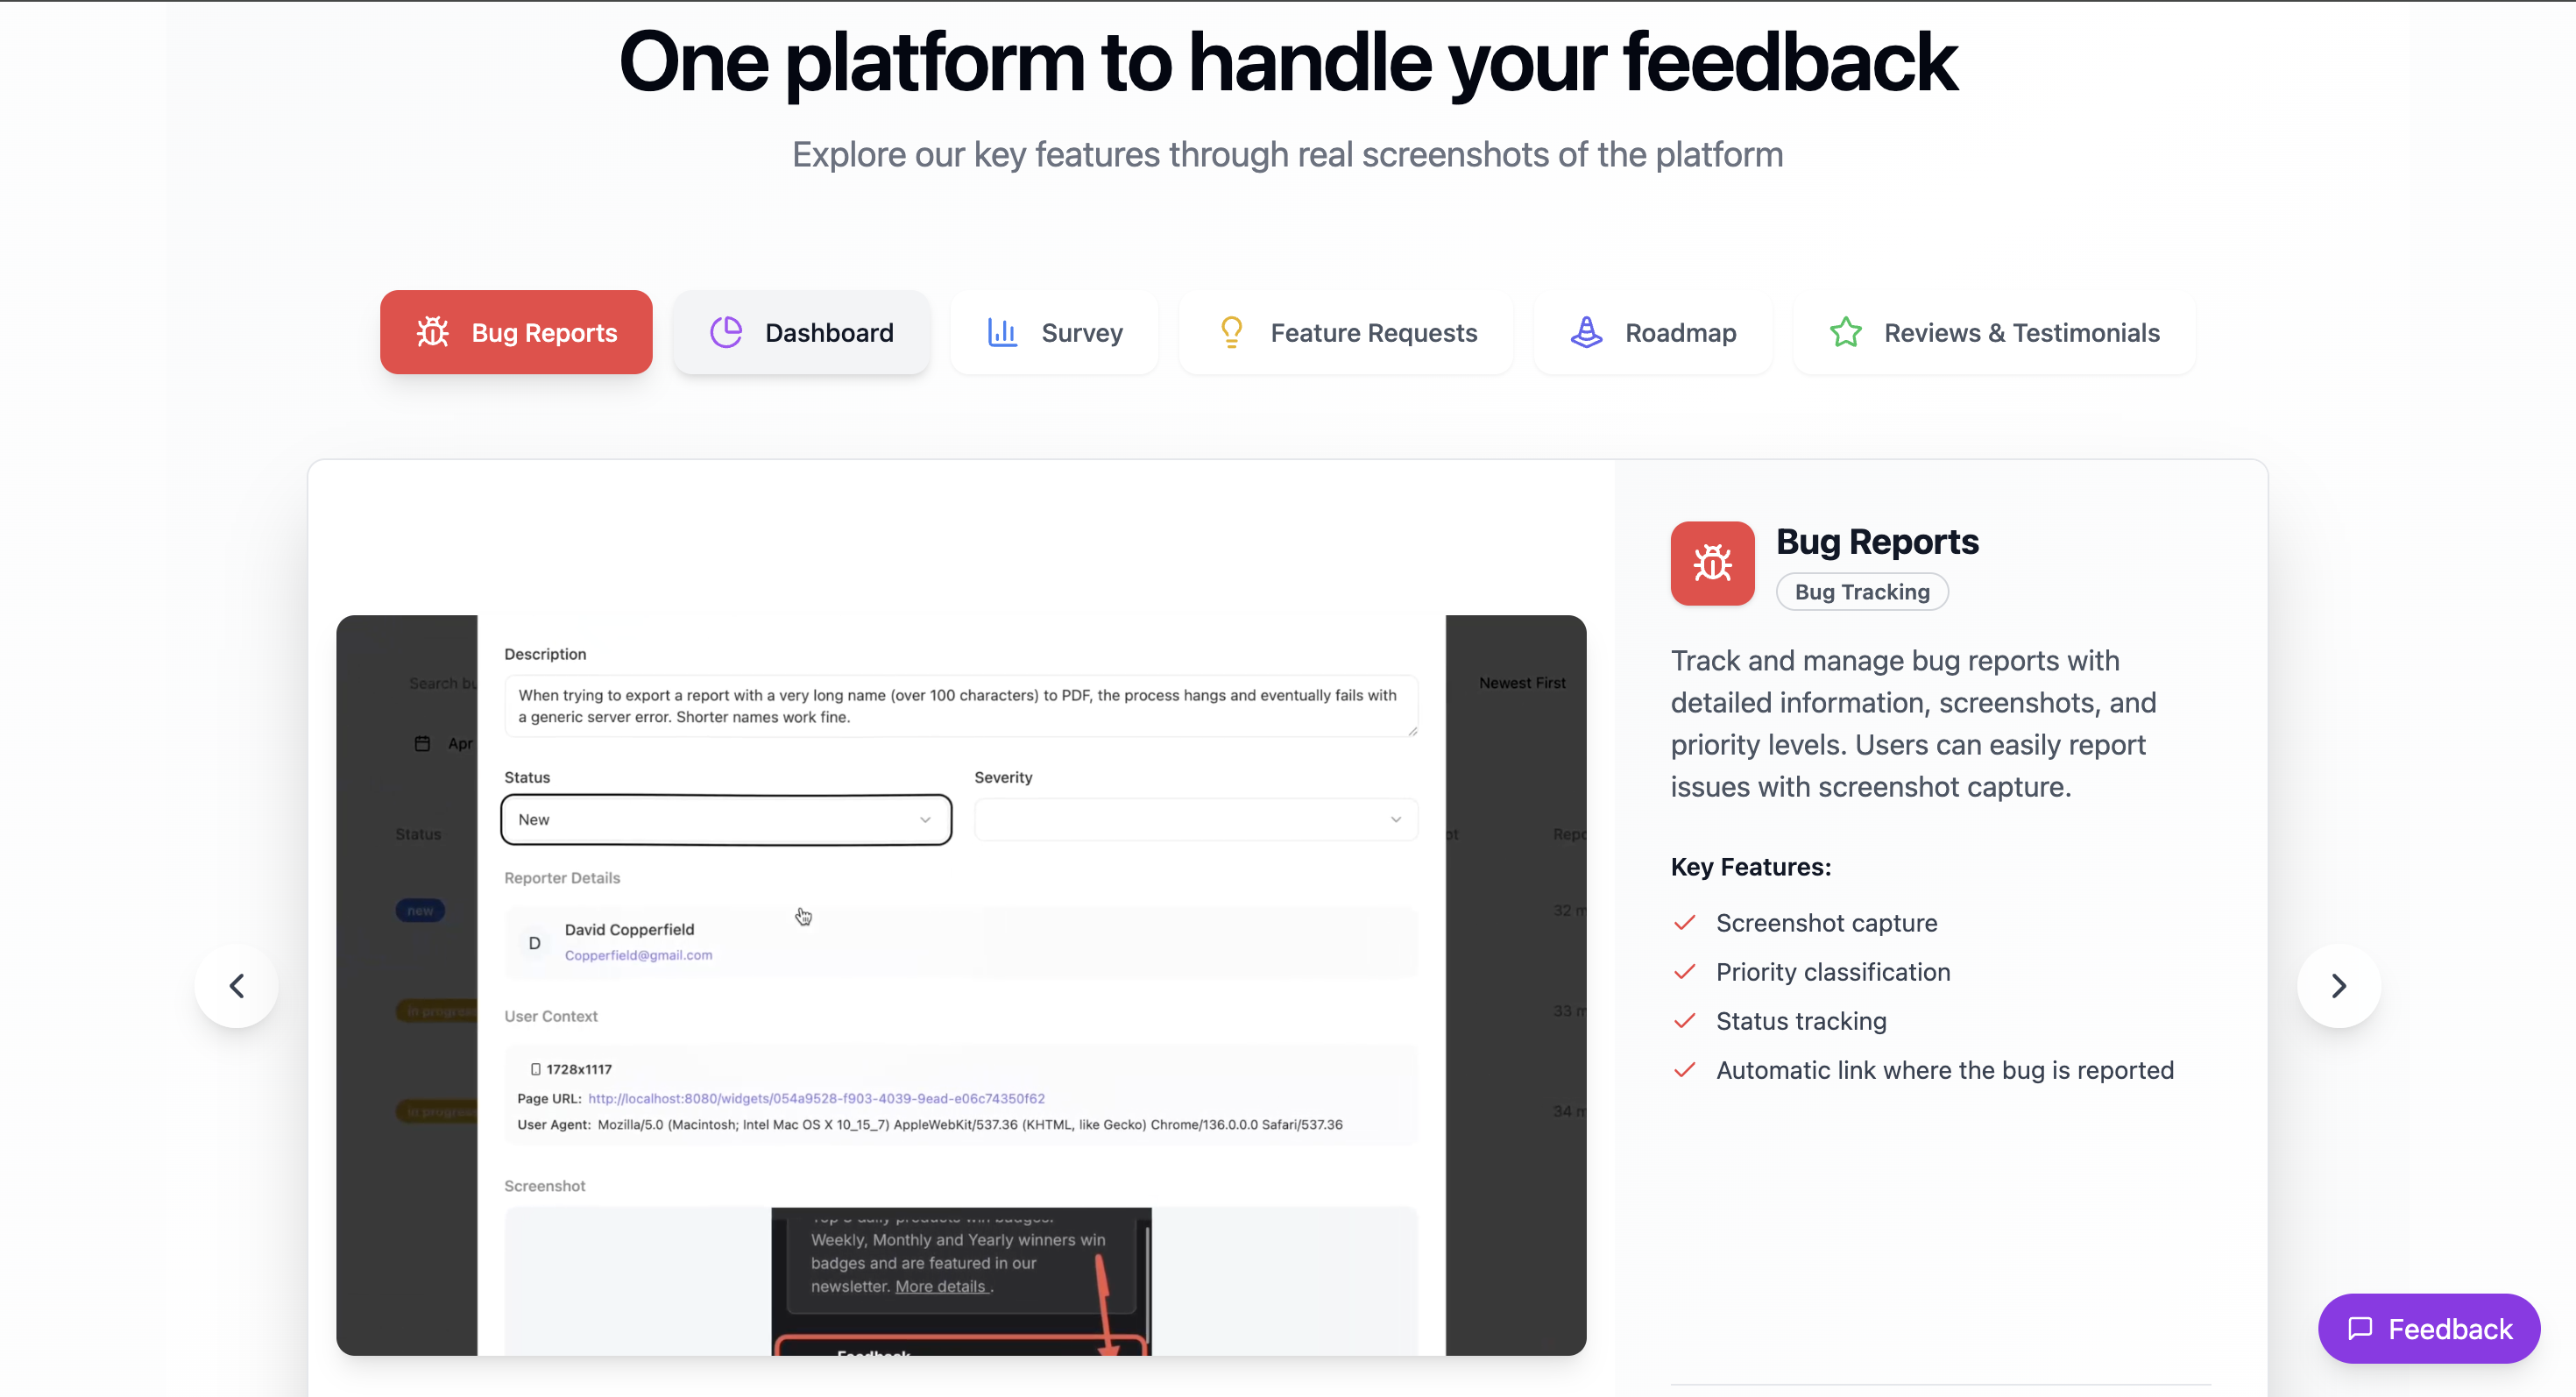 One platform to handle your feedback
Explore our key features through real screenshots of the platform
Bug Reports
Dashboard
Survey
Feature Requests
Roadmap
Reviews & Testimonials
Description
When trying to export a report with a very long name (over 100 characters) to PDF, the process hangs and eventually fails with
a generic server error. Shorter names work fine.
Search bu
Newest First
Apr
Status
Severity
New
Status
Repo
Reporter Details
new
David Copperfield
D
Copperfield@gmail.com
32 m
in progress
33 m
User Context
1728x1117
Page URL: http://localhost:8080/widgets/054a9528-f903-4039-9ead-e06c74350f62
User Agent: Mozilla/5.0 (Macintosh; Intel Mac OS X 10_15_7) AppleWebKit/537.36 (KHTML, like Gecko) Chrome/136.0.0.0 Safari/537.36
in progress
34 m
Screenshot
Top 3 daily products win badges.
Weekly, Monthly and Yearly winners win
badges and are featured in our
newsletter. More details .
Feedback
Bug Reports
Bug Tracking
Track and manage bug reports with
detailed information, screenshots, and
priority levels. Users can easily report
issues with screenshot capture.
Key Features:
Screenshot capture
Priority classification
Status tracking
Automatic link where the bug is reported
Feedback